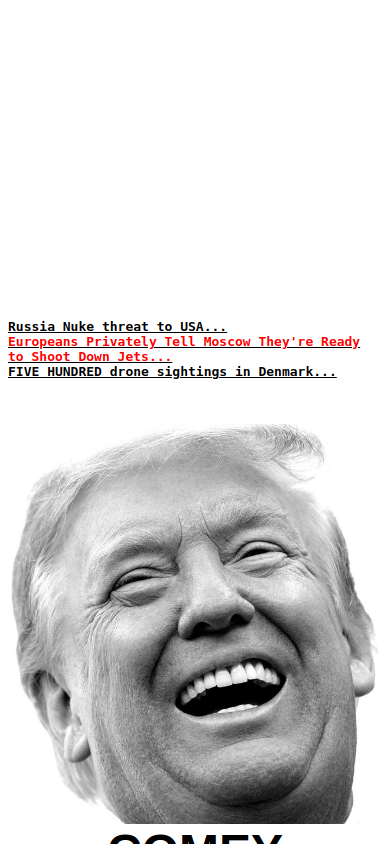 Russia Nuke threat to USA...
Europeans Privately Tell Moscow They're Ready
to Shoot Down Jets...
FIVE HUNDRED drone sightings in Denmark...
COMEY